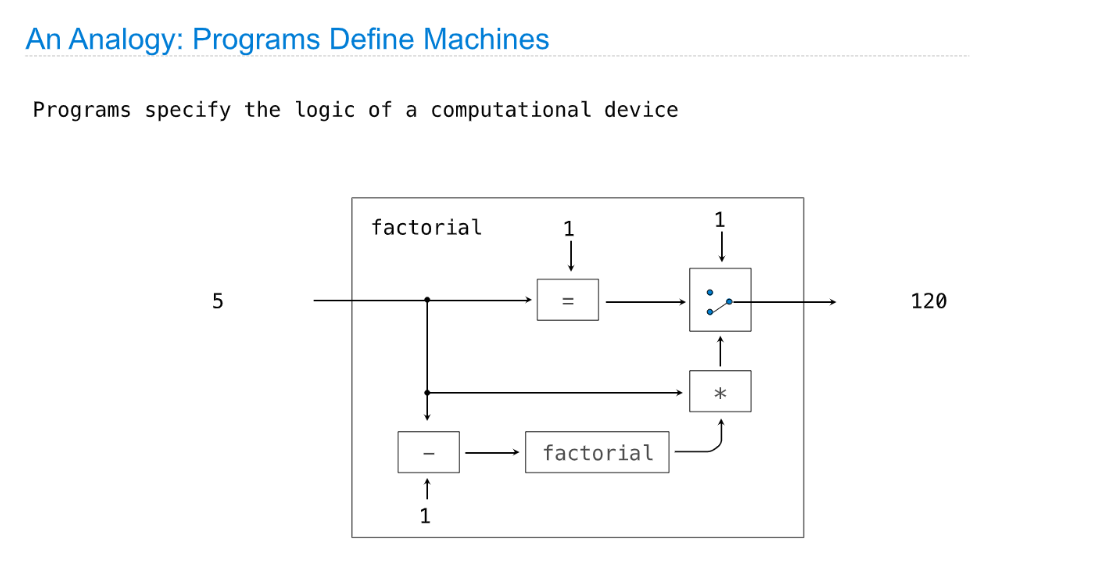 An Analogy: Programs Define Machines
Programs specify the logic of a computational device
factorial
1
1
5
=
120
*
−
factorial
1